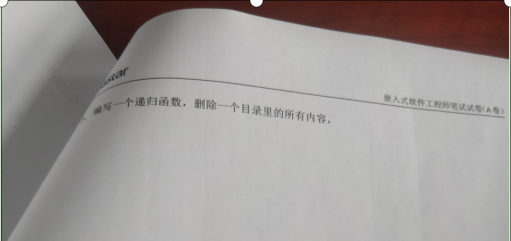 嵌入式软件工程师笔试试卷(A卷)
编写一个递归函数，删除一个目录里的所有内容。